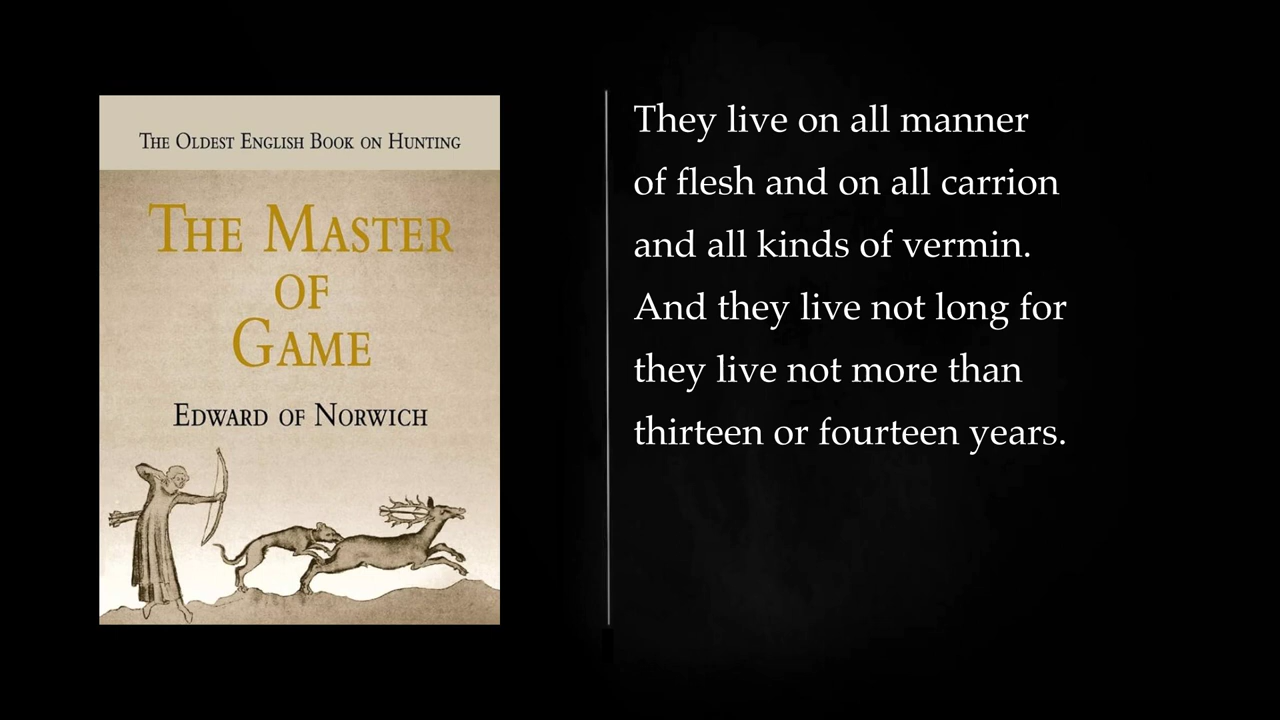 The Oldest English Book on Hunting
The Master
of
Game
Edward of Norwich
They live on all manner
of flesh and on all carrion
and all kinds of vermin.
And they live not long for
they live not more than
thirteen or fourteen years.